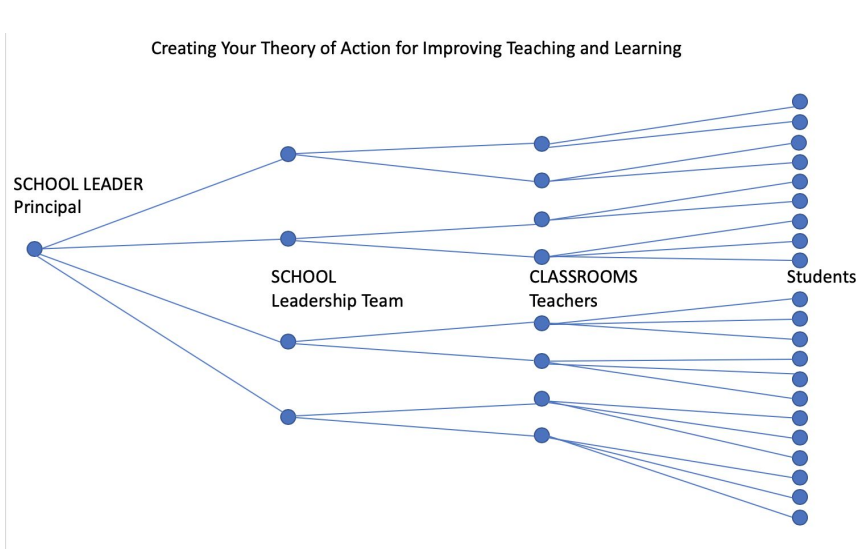 Creating Your Theory of Action for Improving Teaching and Learning
SCHOOL LEADER
Principal
SCHOOL
Leadership Team
CLASSROOMS
Teachers
Students